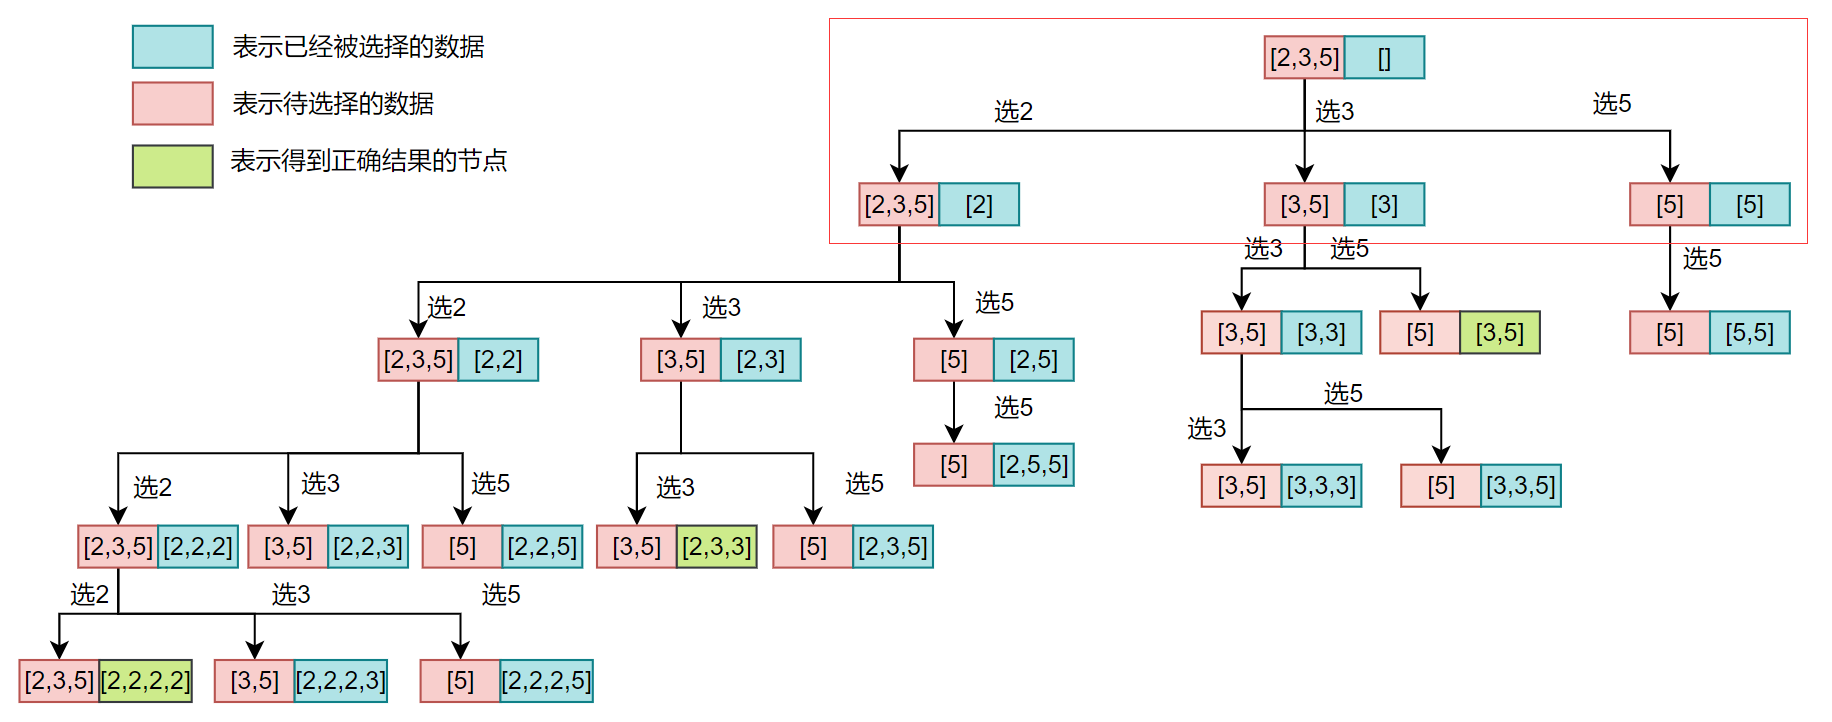 表示已经被选择的数据
表示待选择的数据
表示得到正确结果的节点
[2,3,5] []
选2 选3 选5
[2,3,5] [2] [3,5] [3] [5] [5]
选3 选5 选5
选2 选3 选5
[3,5] [3,3] [5] [3,5] [5] [5,5]
[2,3,5] [2,2] [3,5] [2,3] [5] [2,5]
选5 选3 选5
[5] [2,5,5] [3,5] [3,3,3] [5] [3,3,5]
选2 选3 选5 选3 选5
[2,3,5] [2,2,2] [3,5] [2,2,3] [5] [2,2,5] [3,5] [2,3,3] [5] [2,3,5]
选2 选3 选5
[2,3,5] [2,2,2,2] [3,5] [2,2,2,3] [5] [2,2,2,5]